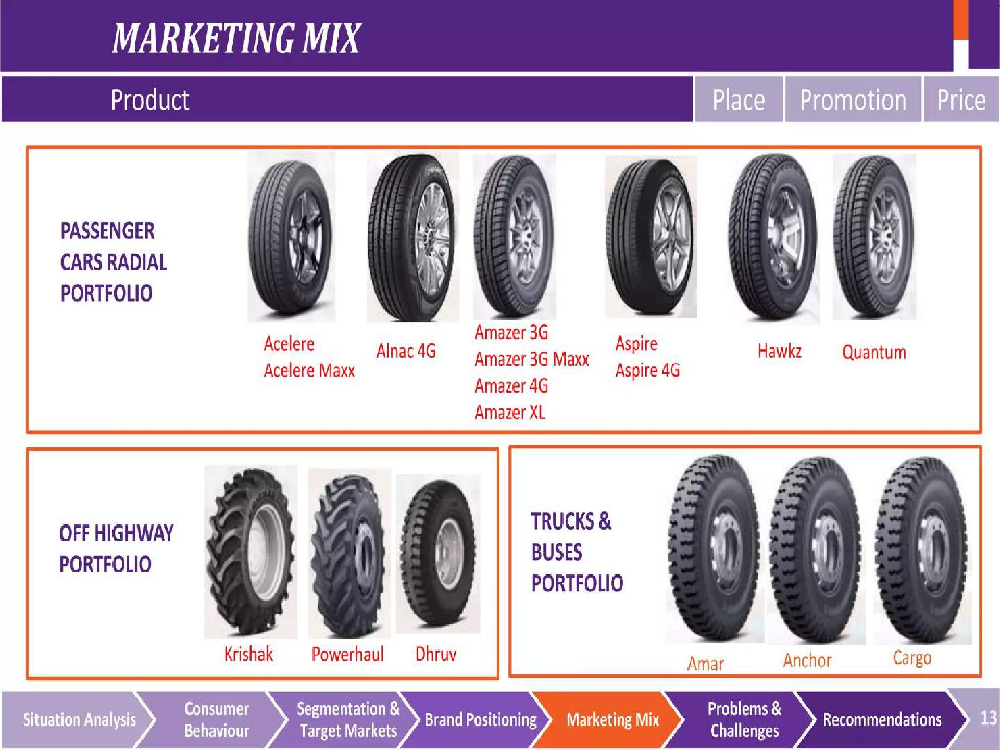 MARKETING MIX
Product
Place
Promotion
Price
PASSENGER
CARS RADIAL
PORTFOLIO
Acelere
Acelere Maxx
Alnac 4G
Amazer 3G
Amazer 3G Maxx
Amazer 4G
Amazer XL
Aspire
Aspire 4G
Hawkz
Quantum
OFF HIGHWAY
PORTFOLIO
Krishak
Powerhaul
Dhruv
TRUCKS &
BUSES
PORTFOLIO
Amar
Anchor
Cargo
Situation Analysis
Consumer
Behaviour
Segmentation &
Target Markets
Brand Positioning
Marketing Mix
Problems &
Challenges
Recommendations
13